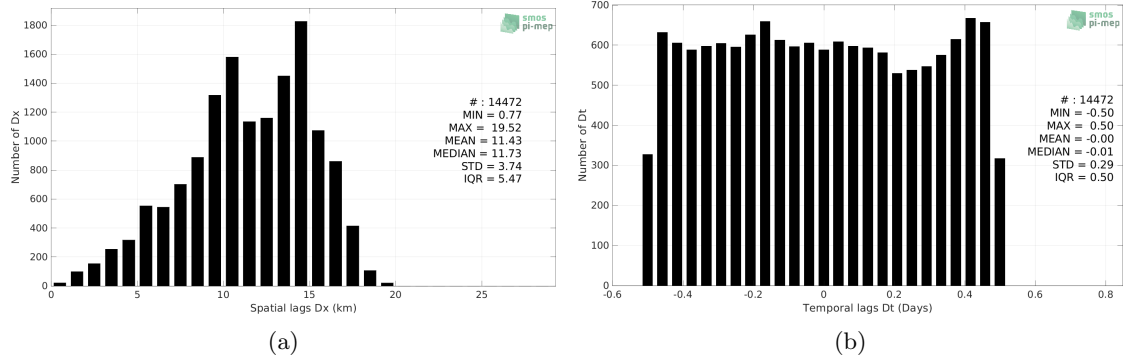 1800
1600
1400
1200
1000
800
600
400
200
0
Number of Dx
0 5 10 15 20 25
Spatial lags Dx (km)
smos
pi-mep
# : 14472
MIN = 0.77
MAX = 19.52
MEAN = 11.43
MEDIAN = 11.73
STD = 3.74
IQR = 5.47
(a)
700
600
500
400
300
200
100
0
Number of Dt
-0.6 -0.4 -0.2 0 0.2 0.4 0.6 0.8
Temporal lags Dt (Days)
smos
pi-mep
# : 14472
MIN = -0.50
MAX = 0.50
MEAN = -0.00
MEDIAN = -0.01
STD = 0.29
IQR = 0.50
(b)